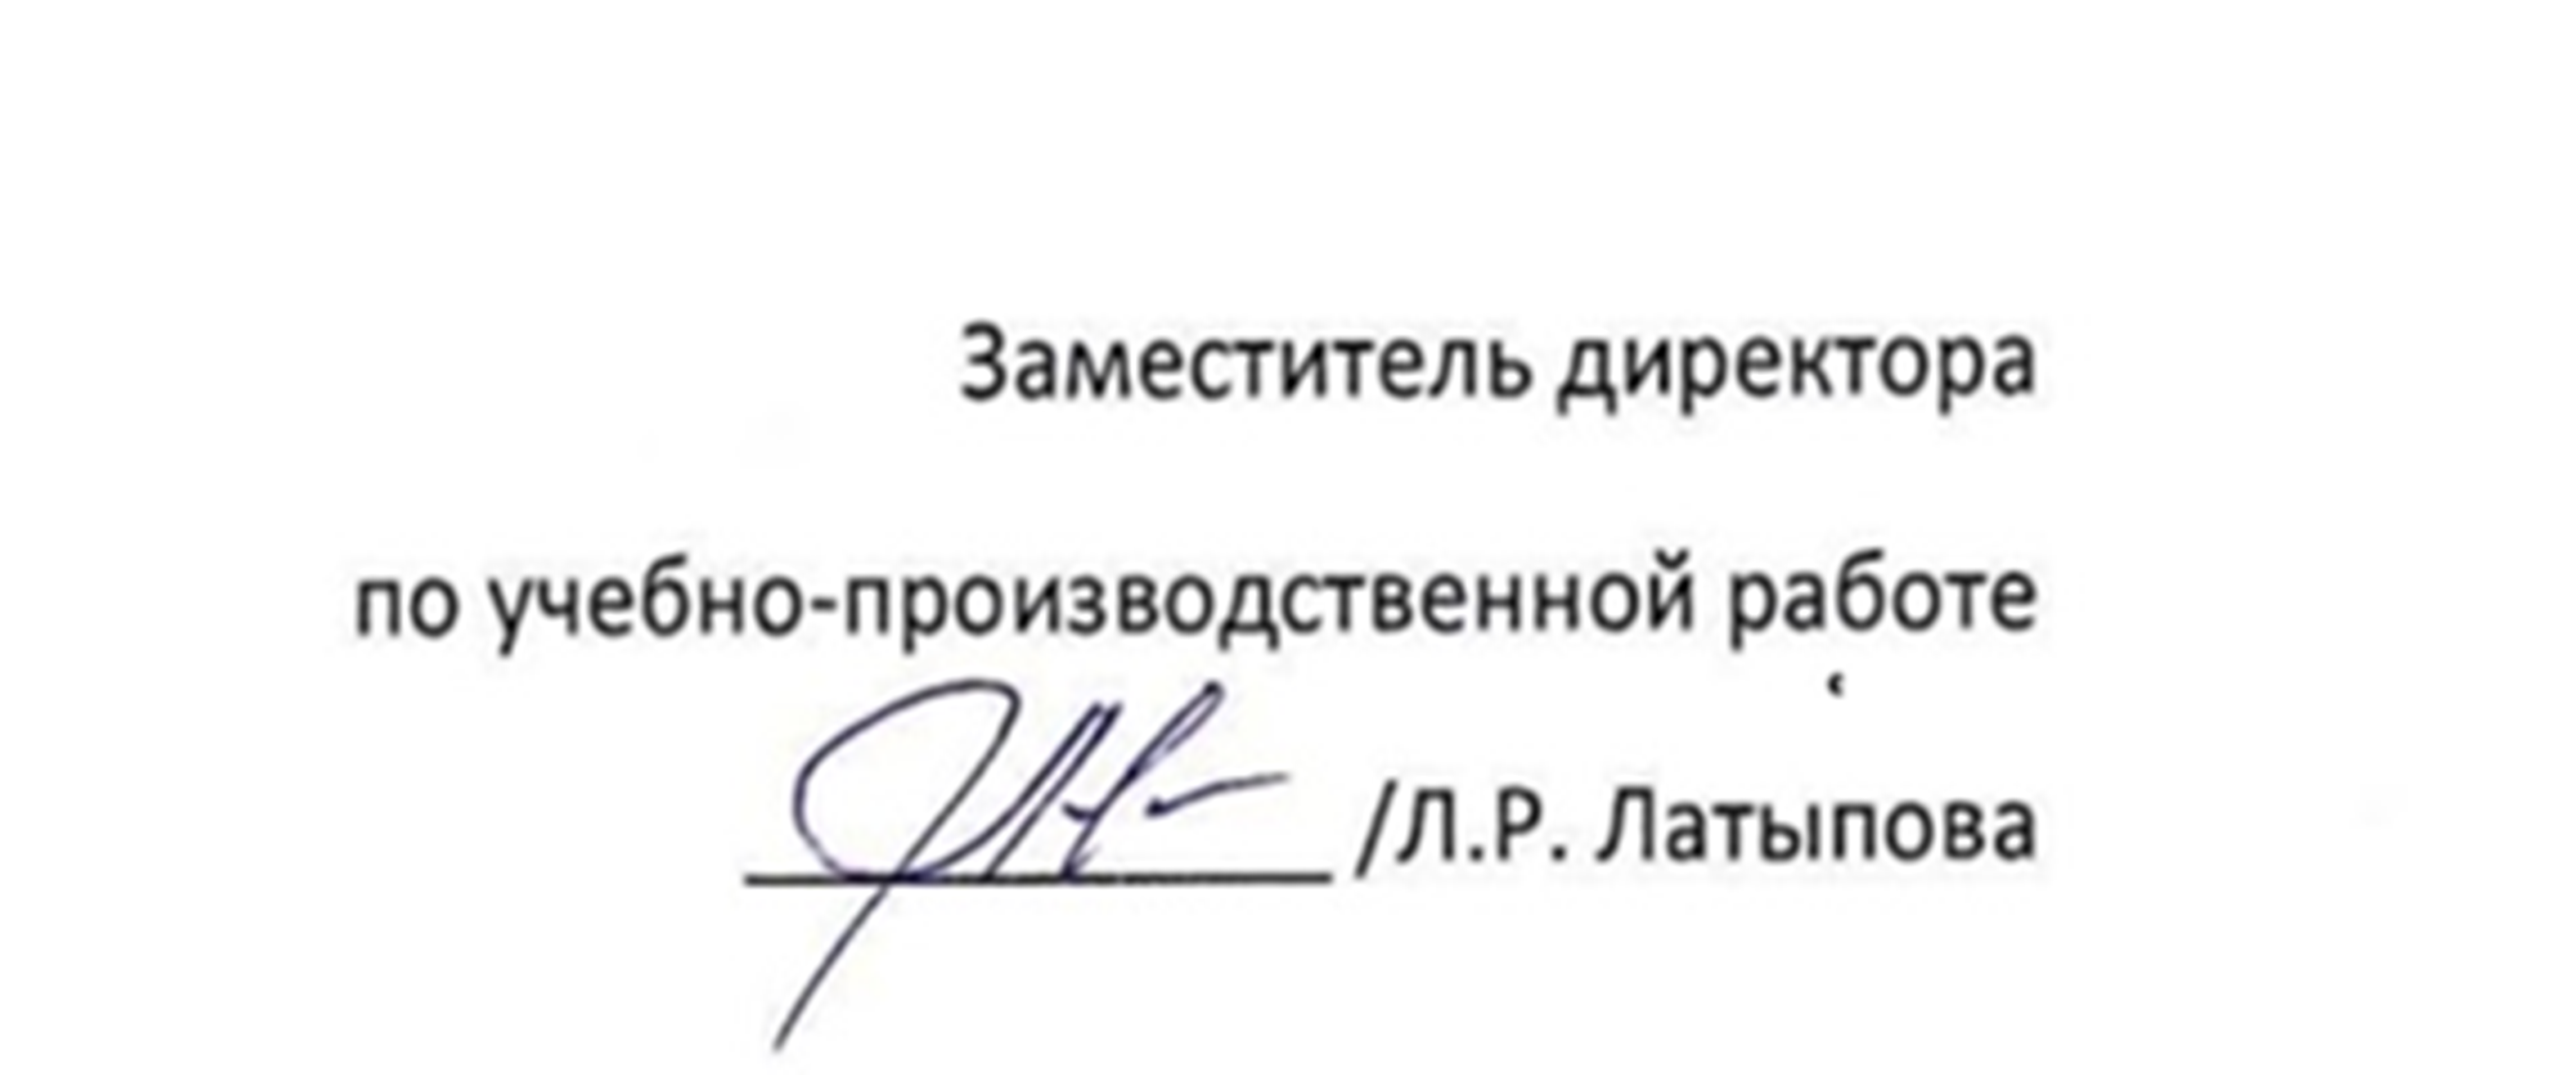 Заместитель директора
по учебно-производственной работе
/Л.Р. Латыпова